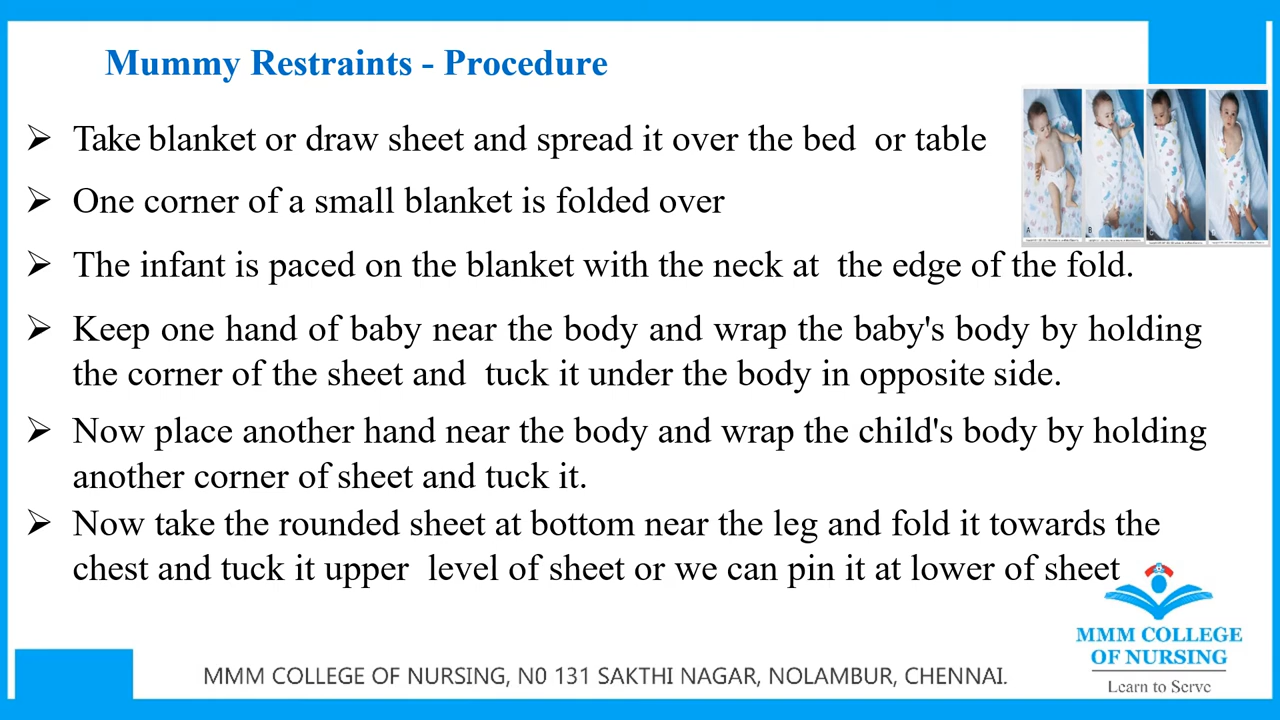 Mummy Restraints - Procedure
Take blanket or draw sheet and spread it over the bed or table
One corner of a small blanket is folded over
The infant is paced on the blanket with the neck at the edge of the fold.
Keep one hand of baby near the body and wrap the baby's body by holding
the corner of the sheet and tuck it under the body in opposite side.
Now place another hand near the body and wrap the child's body by holding
another corner of sheet and tuck it.
Now take the rounded sheet at bottom near the leg and fold it towards the
chest and tuck it upper level of sheet or we can pin it at lower of sheet
MMM COLLEGE
OF NURSING
Learn to Serve
MMM COLLEGE OF NURSING, N0 131 SAKTHI NAGAR, NOLAMBUR, CHENNAI.
A
B